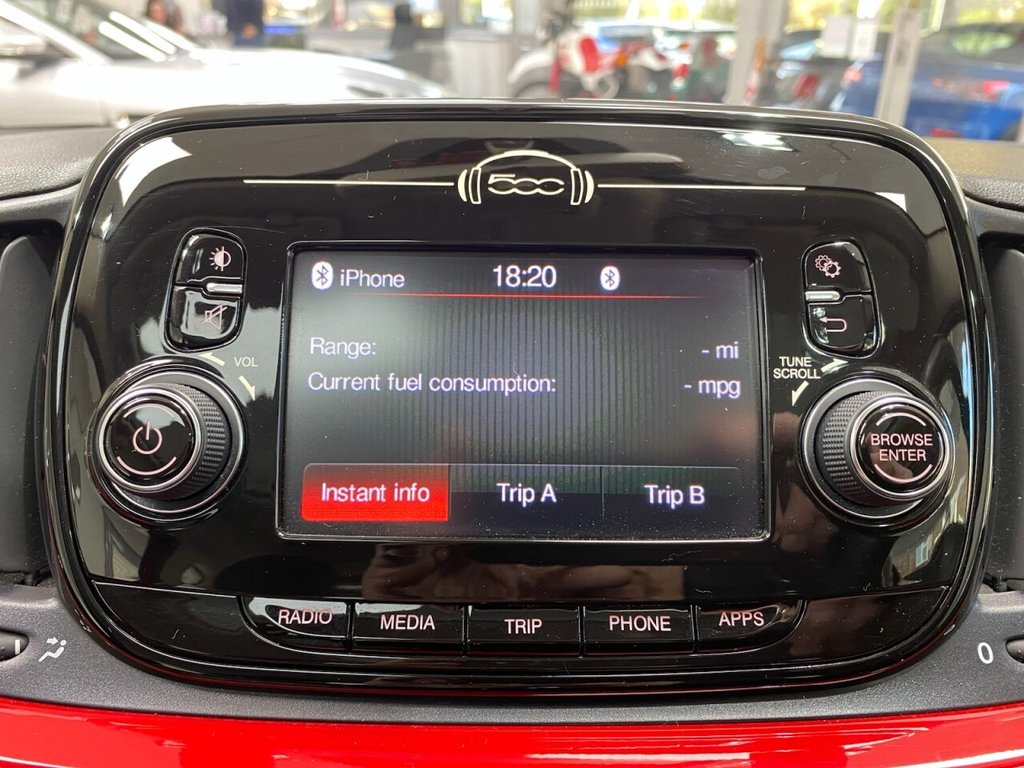 500
iPhone 18:20
Range: - mi
Current fuel consumption: - mpg
Instant info Trip A Trip B
VOL
TUNE
SCROLL
BROWSE
ENTER
RADIO MEDIA TRIP PHONE APPS
0